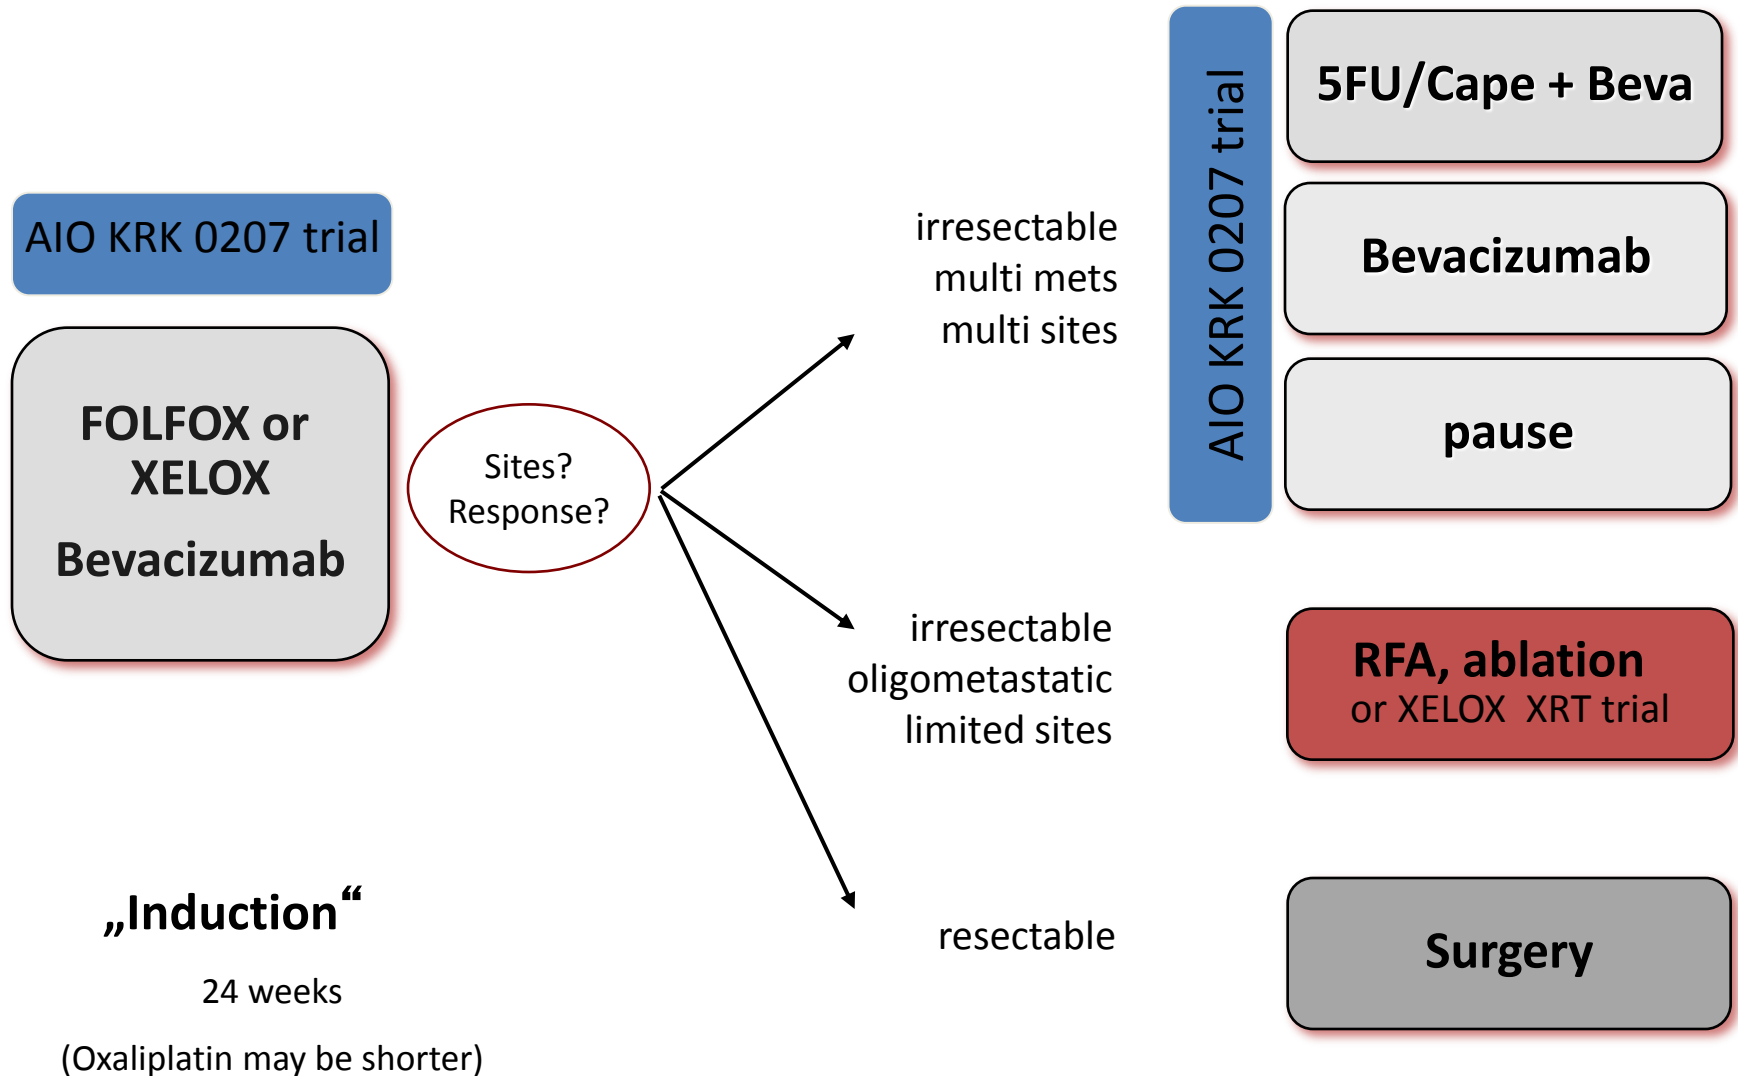 AIO KRK 0207 trial
FOLFOX or
XELOX
Bevacizumab
„Induction“
24 weeks
(Oxaliplatin may be shorter)
Sites?
Response?
irresectable
multi mets
multi sites
irresectable
oligometastatic
limited sites
resectable
AIO KRK 0207 trial
5FU/Cape + Beva
Bevacizumab
pause
RFA, ablation
or XELOX  XRT trial
Surgery